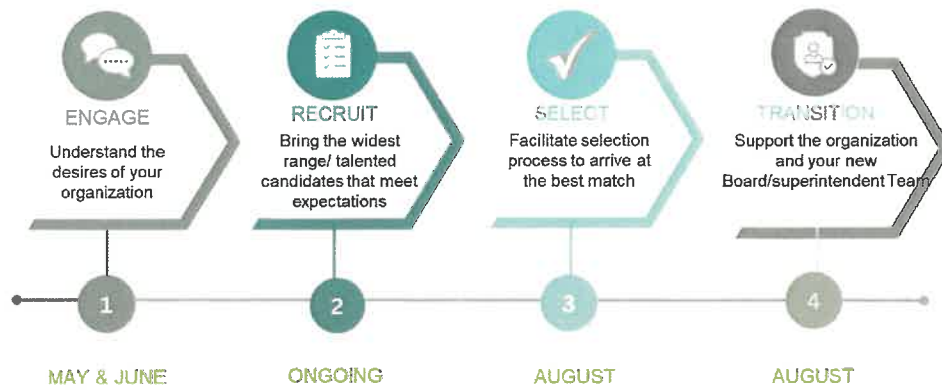 ENGAGE
Understand the
desires of your
organization
RECRUIT
Bring the widest
range/ talented
candidates that meet
expectations
SELECT
Facilitate selection
process to arrive at
the best match
TRANSITION
Support the organization
and your new
Board/superintendent Team
1
2
3
4
MAY & JUNE
ONGOING
AUGUST
AUGUST